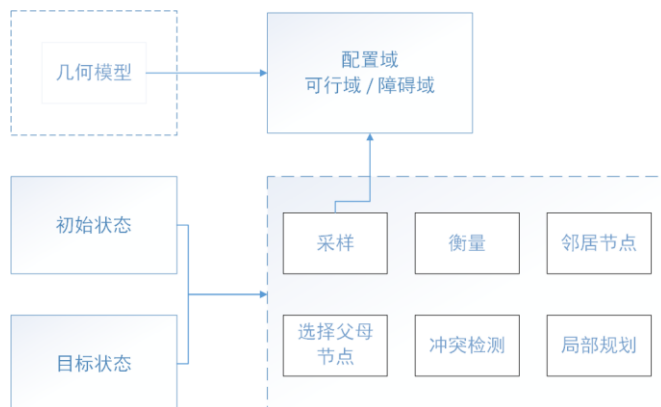 几何模型
配置域
可行域 / 障碍域
初始状态
目标状态
采样
衡量
邻居节点
选择父母
节点
冲突检测
局部规划